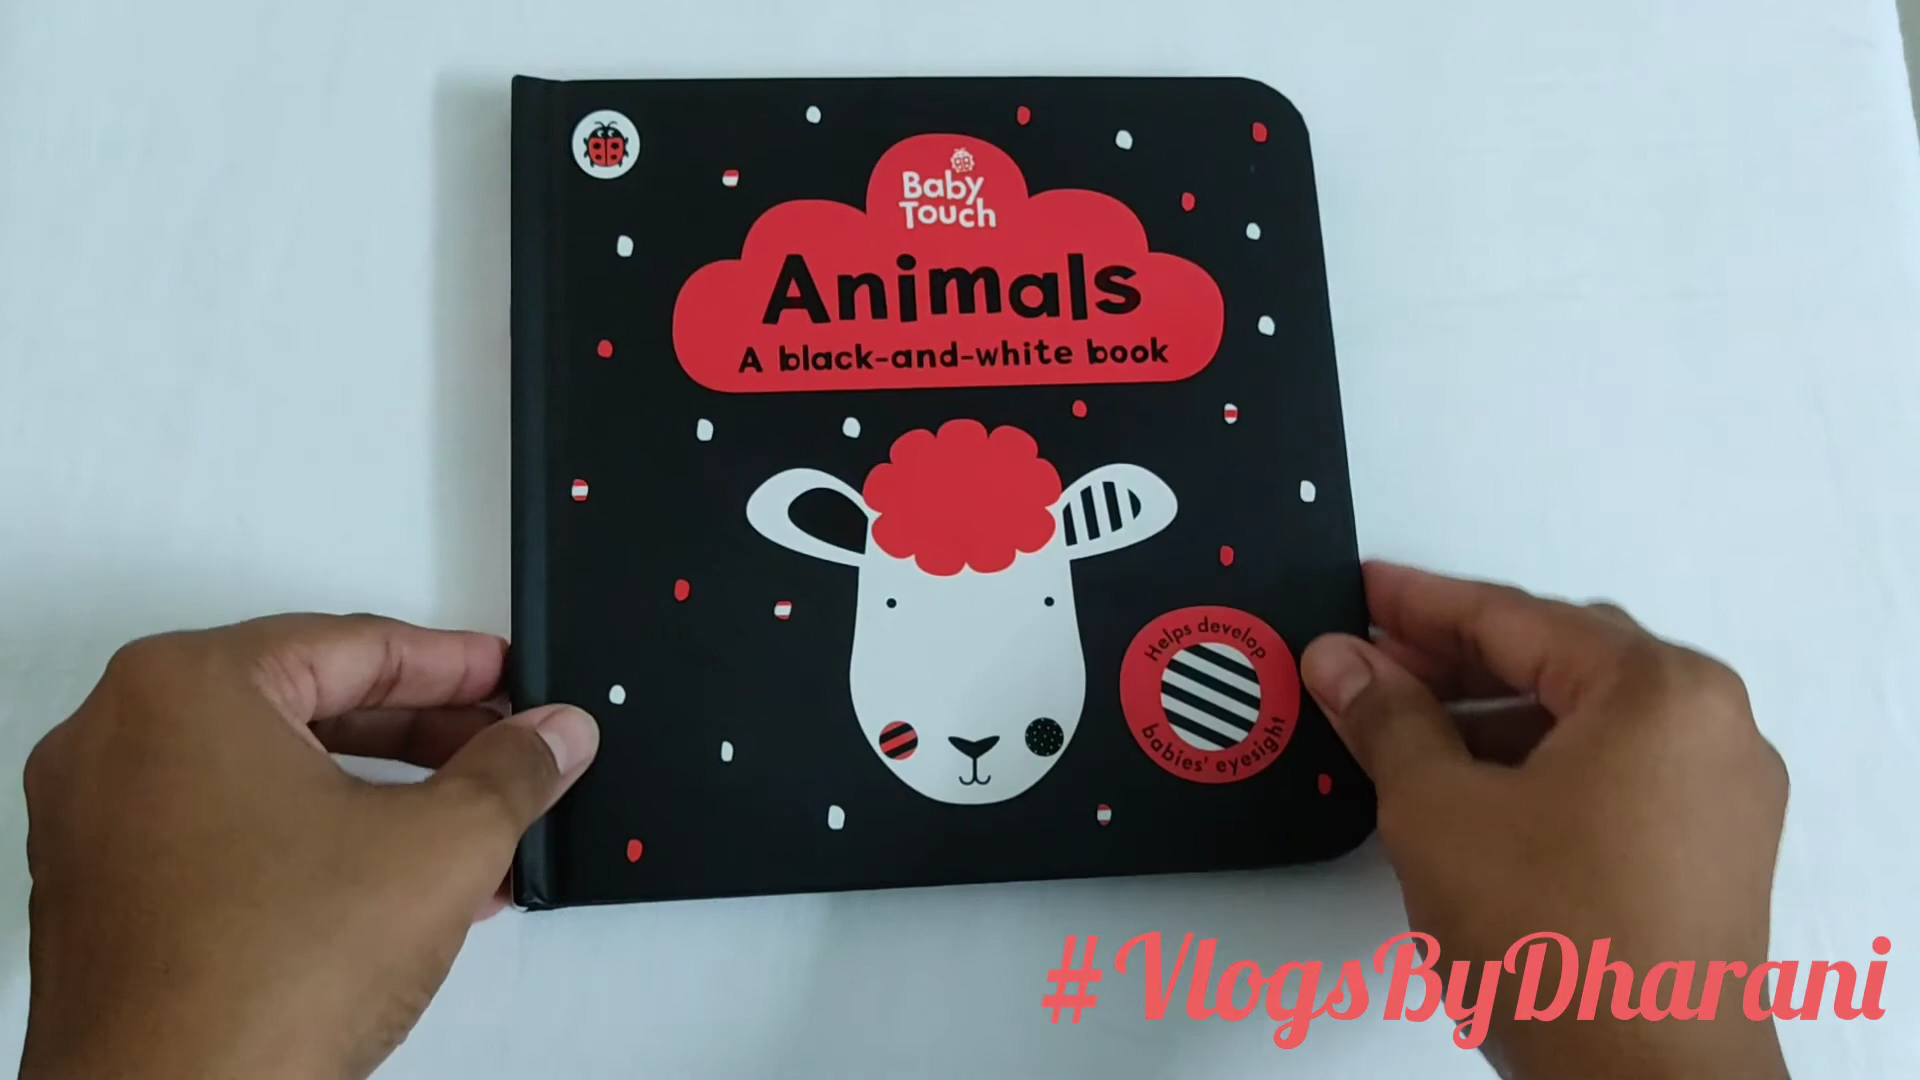 Baby
Touch
Animals
A black-and-white book
Helps develop
babies' eyesight
#VlogsByDharani